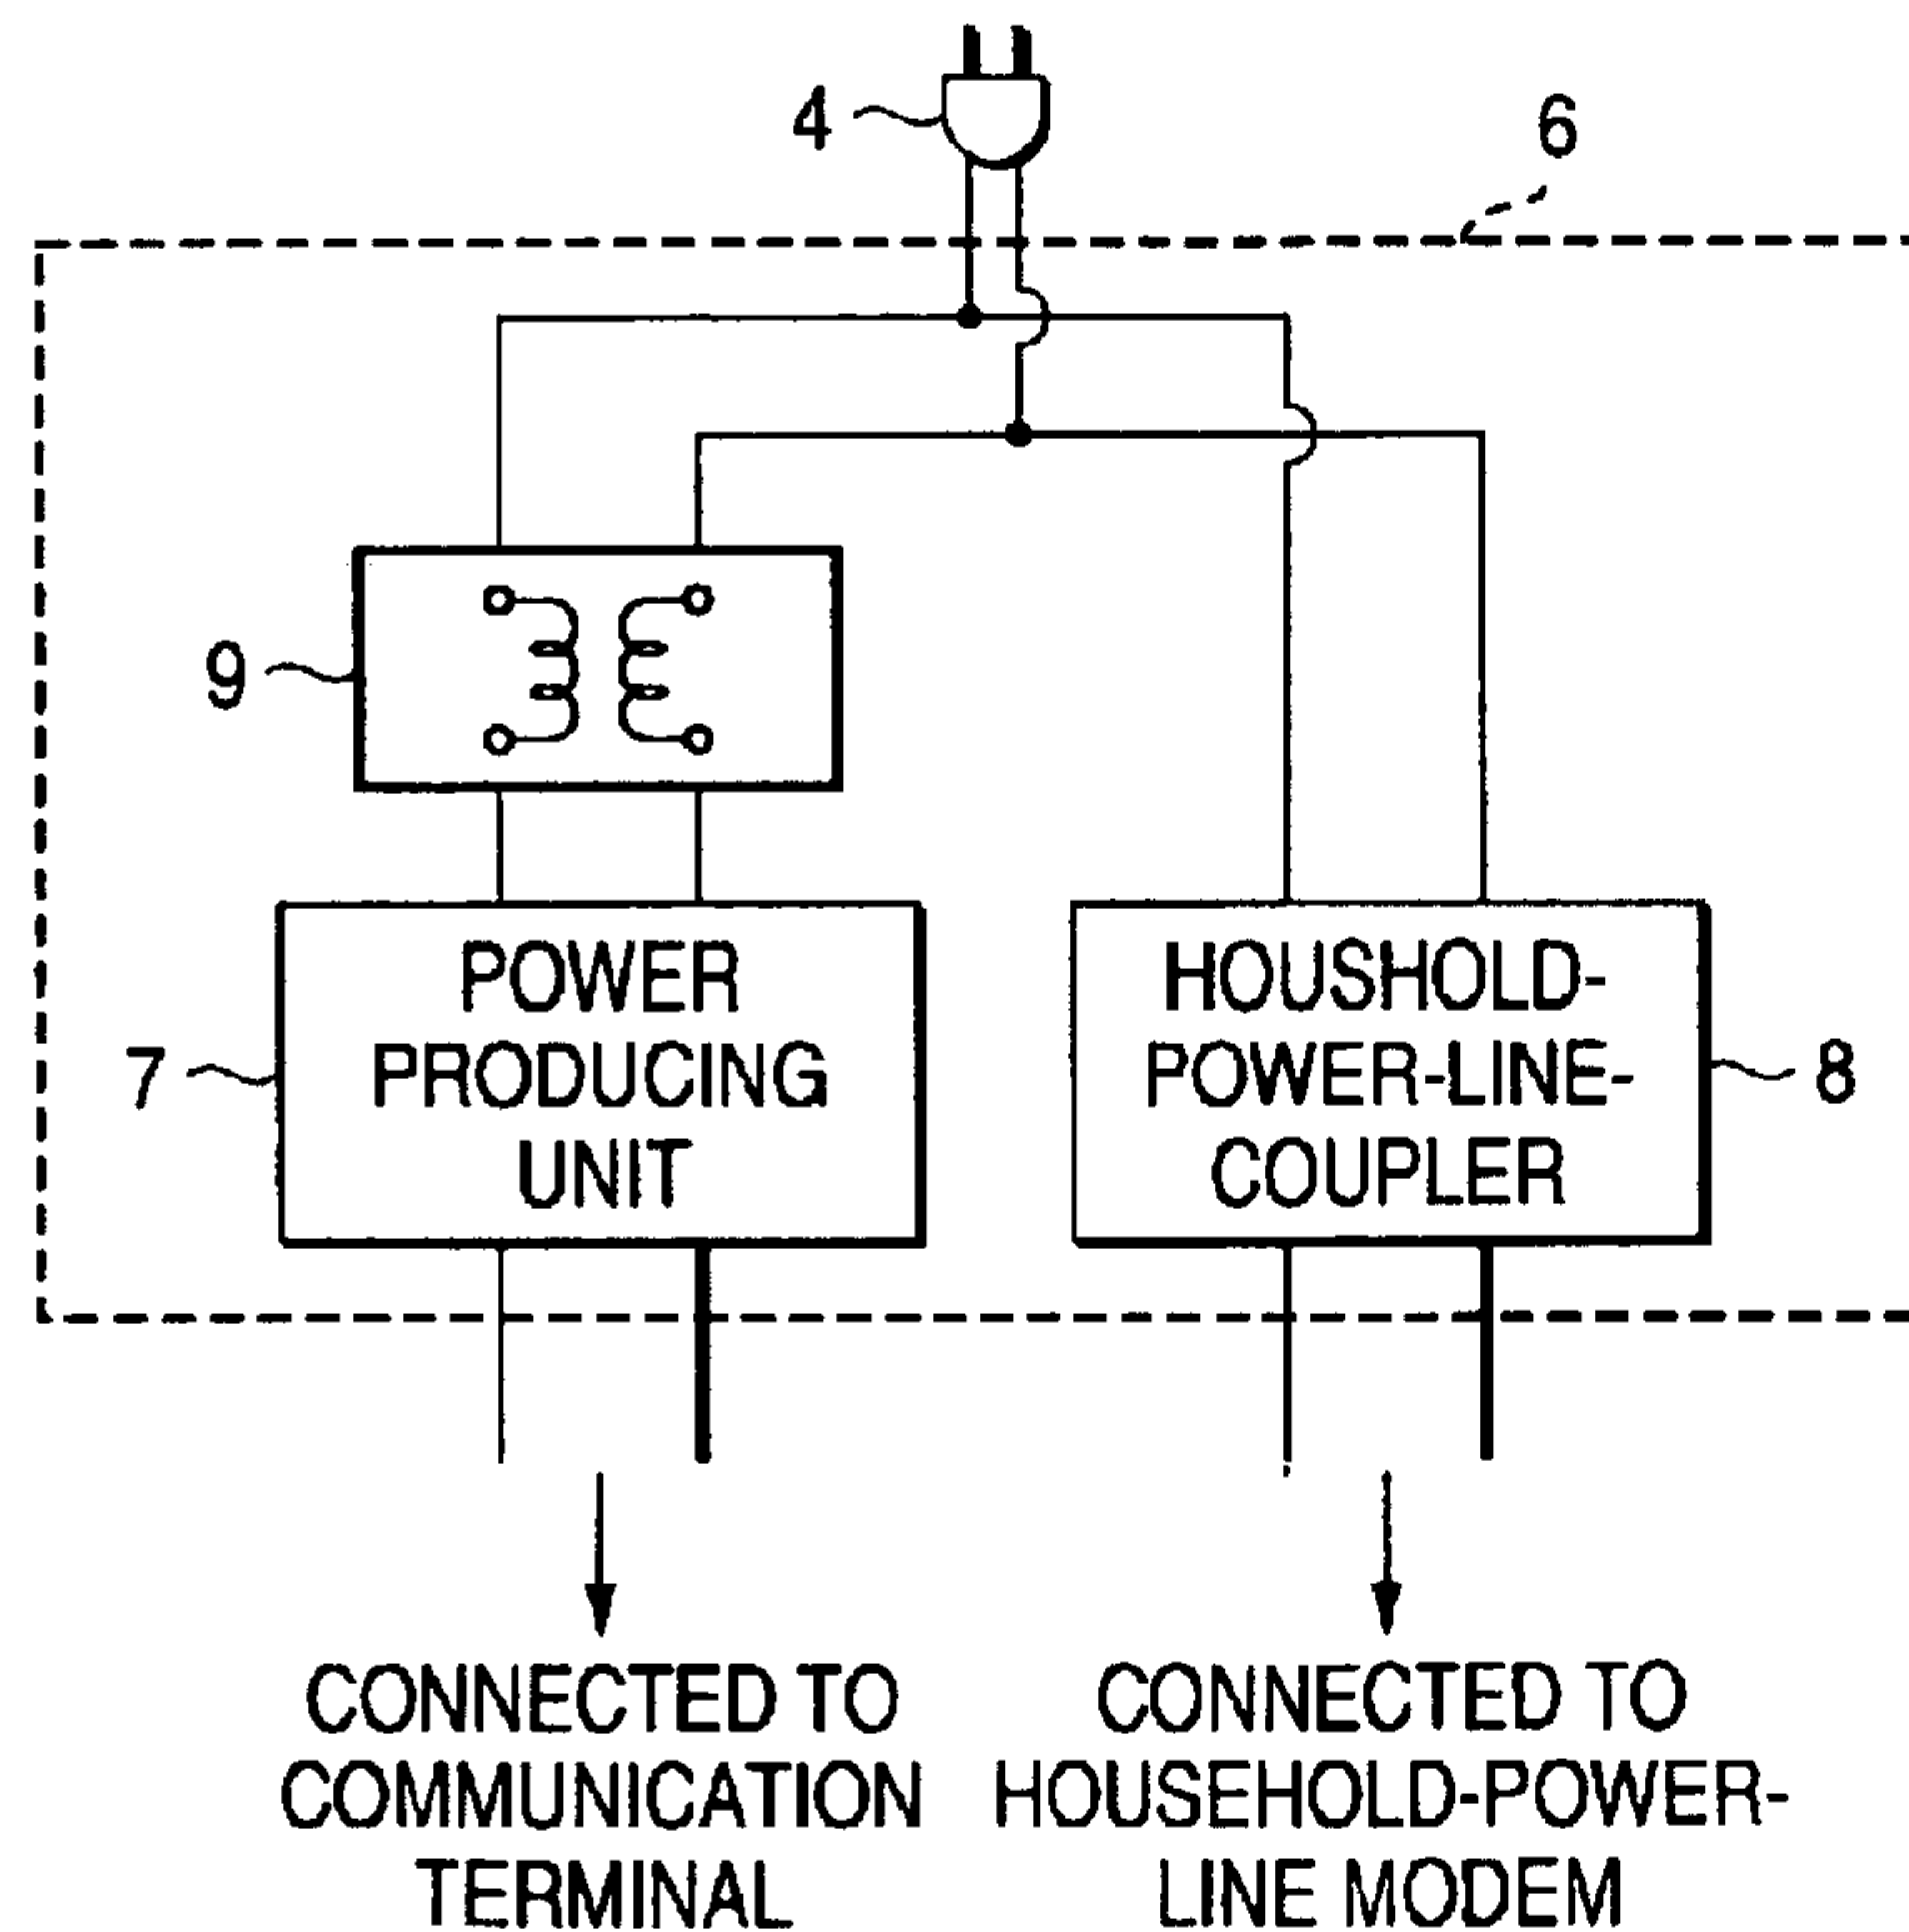 4
6
9
POWER
PRODUCING
UNIT
7
HOUSHOLD-
POWER-LINE-
COUPLER
8
CONNECTED TO
COMMUNICATION
TERMINAL
CONNECTED TO
HOUSEHOLD-POWER-
LINE MODEM